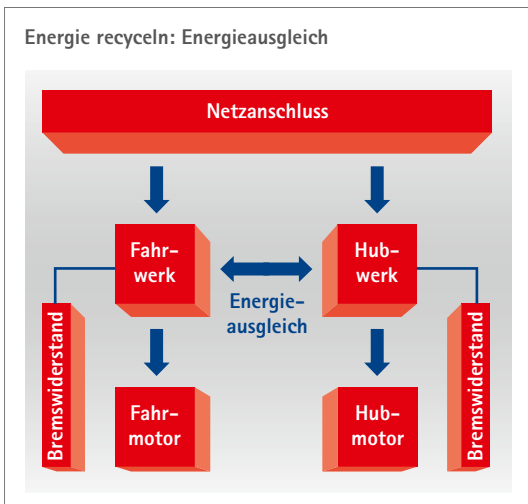 Energie recyceln: Energieausgleich
Netzanschluss
Fahr-
werk
Hub-
werk
Energie-
ausgleich
Bremswiderstand
Fahr-
motor
Hub-
motor
Bremswiderstand